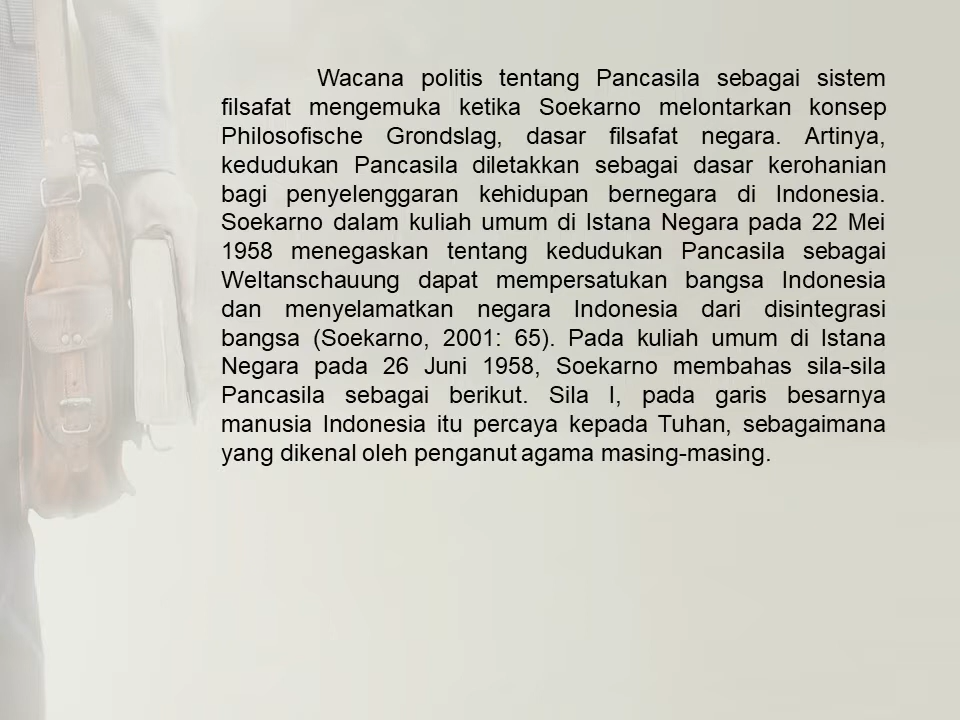 Wacana politis tentang Pancasila sebagai sistem
filsafat mengemuka ketika Soekarno melontarkan konsep
Philosofische Grondslag, dasar filsafat negara. Artinya,
kedudukan Pancasila diletakkan sebagai dasar kerohanian
bagi penyelenggaran kehidupan bernegara di Indonesia.
Soekarno dalam kuliah umum di Istana Negara pada 22 Mei
1958 menegaskan tentang kedudukan Pancasila sebagai
Weltanschauung dapat mempersatukan bangsa Indonesia
dan menyelamatkan negara Indonesia dari disintegrasi
bangsa (Soekarno, 2001: 65). Pada kuliah umum di Istana
Negara pada 26 Juni 1958, Soekarno membahas sila-sila
Pancasila sebagai berikut. Sila I, pada garis besarnya
manusia Indonesia itu percaya kepada Tuhan, sebagaimana
yang dikenal oleh penganut agama masing-masing.